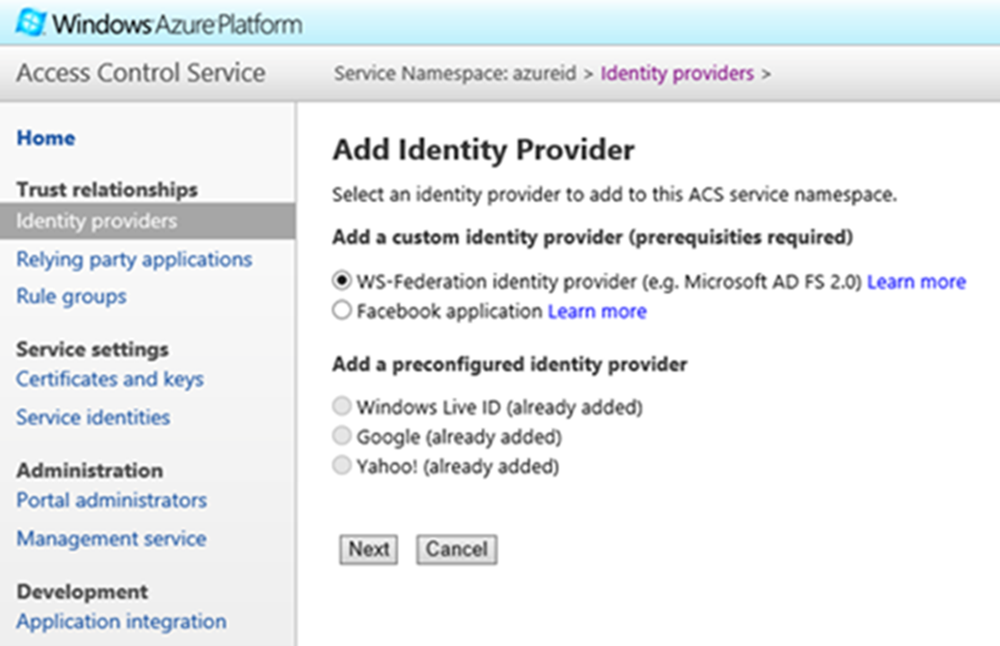 Windows Azure Platform
Access Control Service
Service Namespace: azureid > Identity providers >
Home
Trust relationships
Identity providers
Relying party applications
Rule groups
Service settings
Certificates and keys
Service identities
Administration
Portal administrators
Management service
Development
Application integration
Add Identity Provider
Select an identity provider to add to this ACS service namespace.
Add a custom identity provider (prerequisities required)
WS-Federation identity provider (e.g. Microsoft AD FS 2.0) Learn more
Facebook application Learn more
Add a preconfigured identity provider
Windows Live ID (already added)
Google (already added)
Yahoo! (already added)
Next Cancel